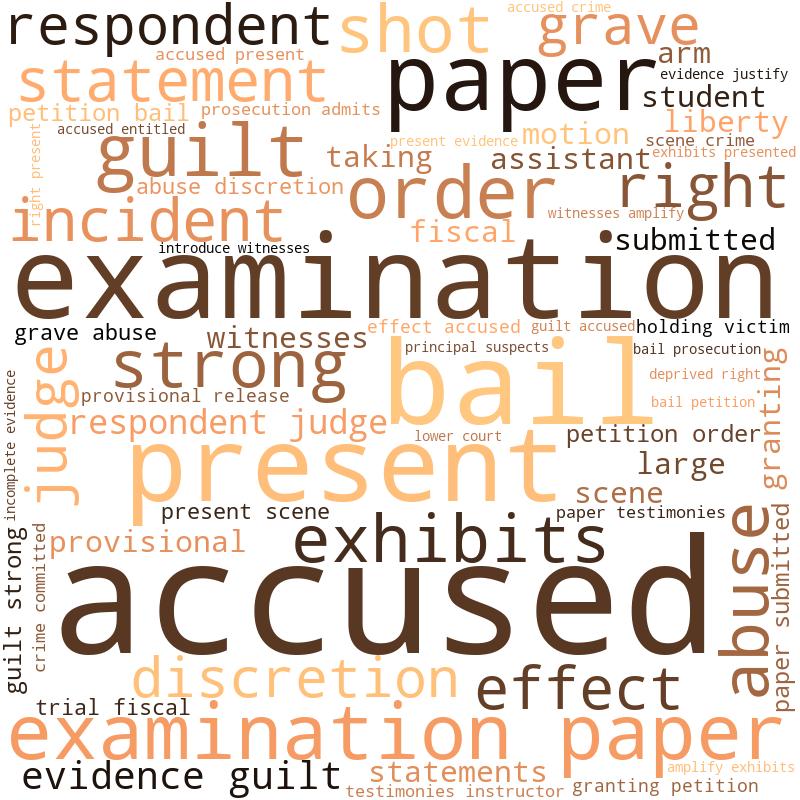 accused crime
respondent
shot
grave
accused present
arm
statement
paper
evidence justify
student
petition bail
prosecution admits
liberty
accused entitled
guilt
present evidence
motion
scene crime
right present
taking
assistant
exhibits presented
abuse discretion
order
right
incident
witnesses amplify
fiscal
submitted
introduce witnesses
examination
grave abuse
witnesses
effect accused
guilt accused
holding victim
strong
principal suspects
bail prosecution
judge
bail
deprived right
granting
provisional release
bail petition
incomplete evidence
respondent judge
lower court
petition order
present
large
scene
present scene
paper testimonies
exhibits
guilt strong
crime committed
provisional
abuse
paper submitted
accused
discretion
effect
trial fiscal
examination paper
evidence guilt
statements
amplify exhibits
testimonies instructor
granting petition